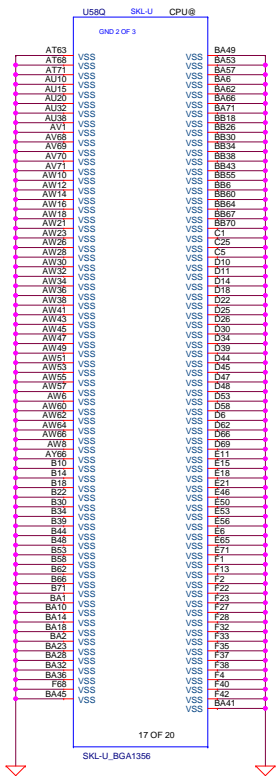 U58Q SKL-U CPU@
GND 2 OF 3
AT63 VSS VSS BA49
AT68 VSS VSS BA53
AT71 VSS VSS BA57
AU10 VSS VSS BA6
AU15 VSS VSS BA62
AU20 VSS VSS BA66
AU32 VSS VSS BA71
AU38 VSS VSS BB18
AV1 VSS VSS BB26
AV68 VSS VSS BB30
AV69 VSS VSS BB34
AV70 VSS VSS BB38
AV71 VSS VSS BB43
AW10 VSS VSS BB55
AW12 VSS VSS BB6
AW14 VSS VSS BB60
AW16 VSS VSS BB64
AW18 VSS VSS BB67
AW21 VSS VSS BB70
AW23 VSS VSS C1
AW26 VSS VSS C25
AW28 VSS VSS C5
AW30 VSS VSS D10
AW32 VSS VSS D11
AW34 VSS VSS D14
AW36 VSS VSS D18
AW38 VSS VSS D22
AW41 VSS VSS D25
AW43 VSS VSS D26
AW45 VSS VSS D30
AW47 VSS VSS D34
AW49 VSS VSS D39
AW51 VSS VSS D44
AW53 VSS VSS D45
AW55 VSS VSS D47
AW57 VSS VSS D48
AW6 VSS VSS D53
AW60 VSS VSS D58
AW62 VSS VSS D6
AW64 VSS VSS D62
AW66 VSS VSS D66
AW8 VSS VSS D69
AY66 VSS VSS E11
B10 VSS VSS E15
B14 VSS VSS E18
B18 VSS VSS E21
B22 VSS VSS E46
B30 VSS VSS E50
B34 VSS VSS E53
B39 VSS VSS E56
B44 VSS VSS E6
B48 VSS VSS E65
B53 VSS VSS E71
B58 VSS VSS F1
B62 VSS VSS F13
B66 VSS VSS F2
B71 VSS VSS F22
BA1 VSS VSS F23
BA10 VSS VSS F27
BA14 VSS VSS F28
BA18 VSS VSS F32
BA2 VSS VSS F33
BA23 VSS VSS F35
BA28 VSS VSS F37
BA32 VSS VSS F38
BA36 VSS VSS F4
F68 VSS VSS F40
BA45 VSS VSS F42
VSS BA41
17 OF 20
SKL-U_BGA1356